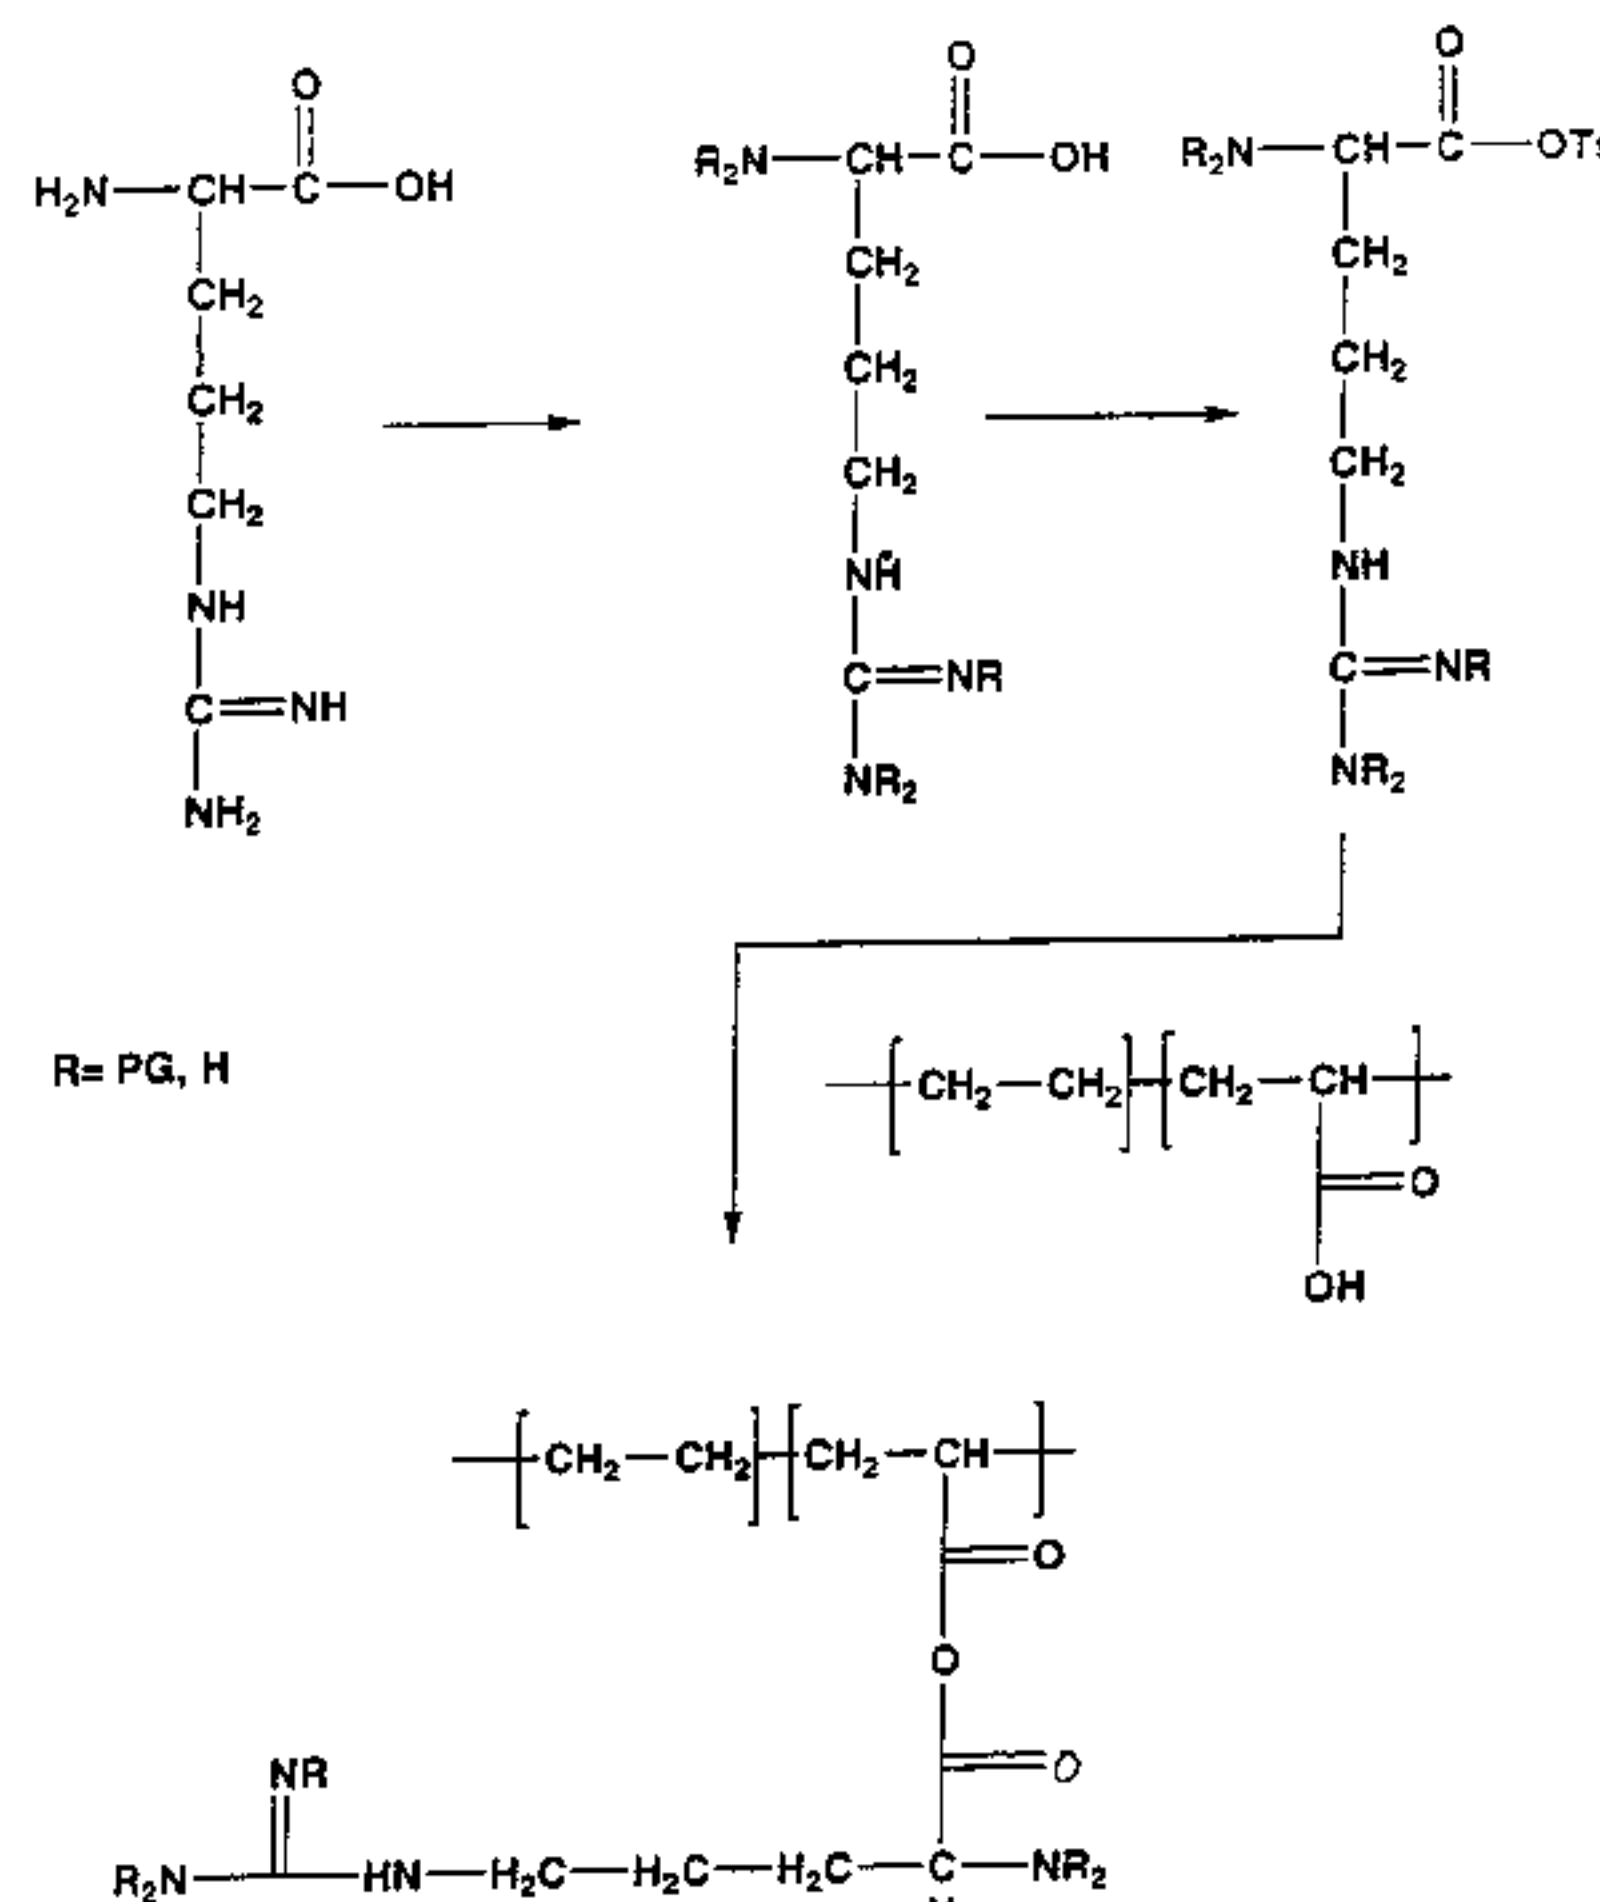 O O O
H₂N—CH—C—OH R₂N—CH—C—OH R₂N—CH—C—OTs
CH₂ CH₂ CH₂
CH₂ CH₂ CH₂
CH₂ CH₂ CH₂
NH NH NH
C=NH C=NR C=NR
NH₂ NR₂ NR₂
R= PG, H
[CH₂—CH₂][CH₂—CH]
O
OH
[CH₂—CH₂][CH₂—CH]
O
O
O
NR
R₂N HN—H₂C—H₂C—H₂C—C—NR₂